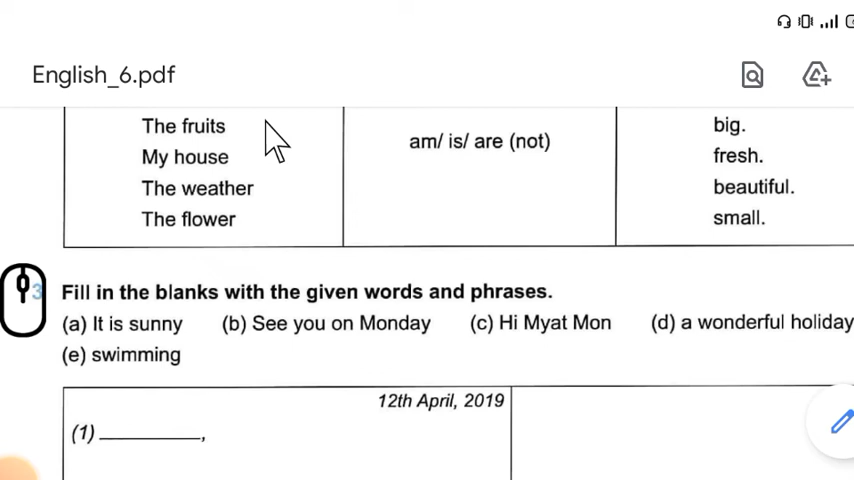 English_6.pdf
The fruits
My house
The weather
The flower
am/ is/ are (not)
big.
fresh.
beautiful.
small.
3 Fill in the blanks with the given words and phrases.
(a) It is sunny (b) See you on Monday (c) Hi Myat Mon (d) a wonderful holiday
(e) swimming
12th April, 2019
(1) __________,